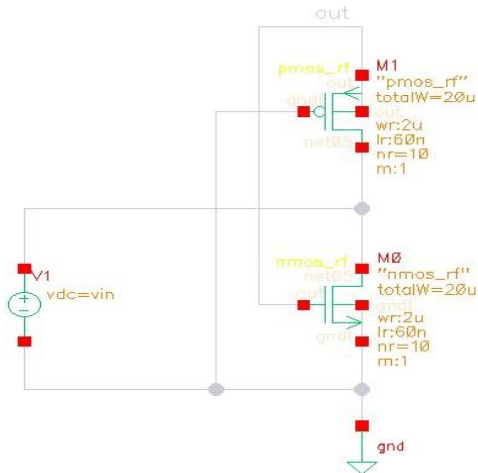 out
pmos_rf
M1
"pmos_rf"
totalW=20u
out
gnd!
out
wr:2u
lr:60n
nr=10
m:1
net05
V1
vdc=vin
nmos_rf
M0
"nmos_rf"
totalW=20u
net05
out
gnd!
wr:2u
lr:60n
nr=10
m:1
gnd!
gnd